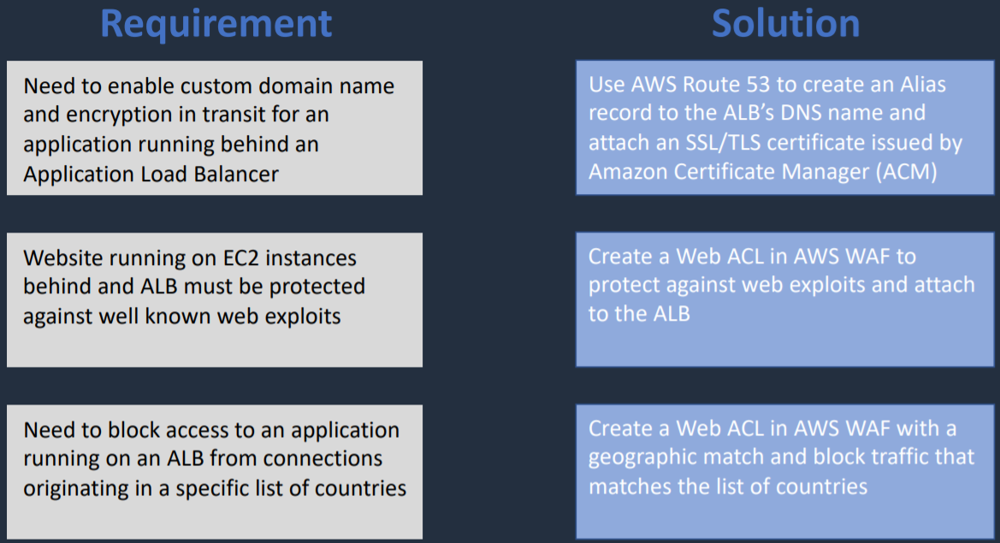 Requirement
Solution
Need to enable custom domain name
and encryption in transit for an
application running behind an
Application Load Balancer
Use AWS Route 53 to create an Alias
record to the ALB’s DNS name and
attach an SSL/TLS certificate issued by
Amazon Certificate Manager (ACM)
Website running on EC2 instances
behind and ALB must be protected
against well known web exploits
Create a Web ACL in AWS WAF to
protect against web exploits and attach
to the ALB
Need to block access to an application
running on an ALB from connections
originating in a specific list of countries
Create a Web ACL in AWS WAF with a
geographic match and block traffic that
matches the list of countries